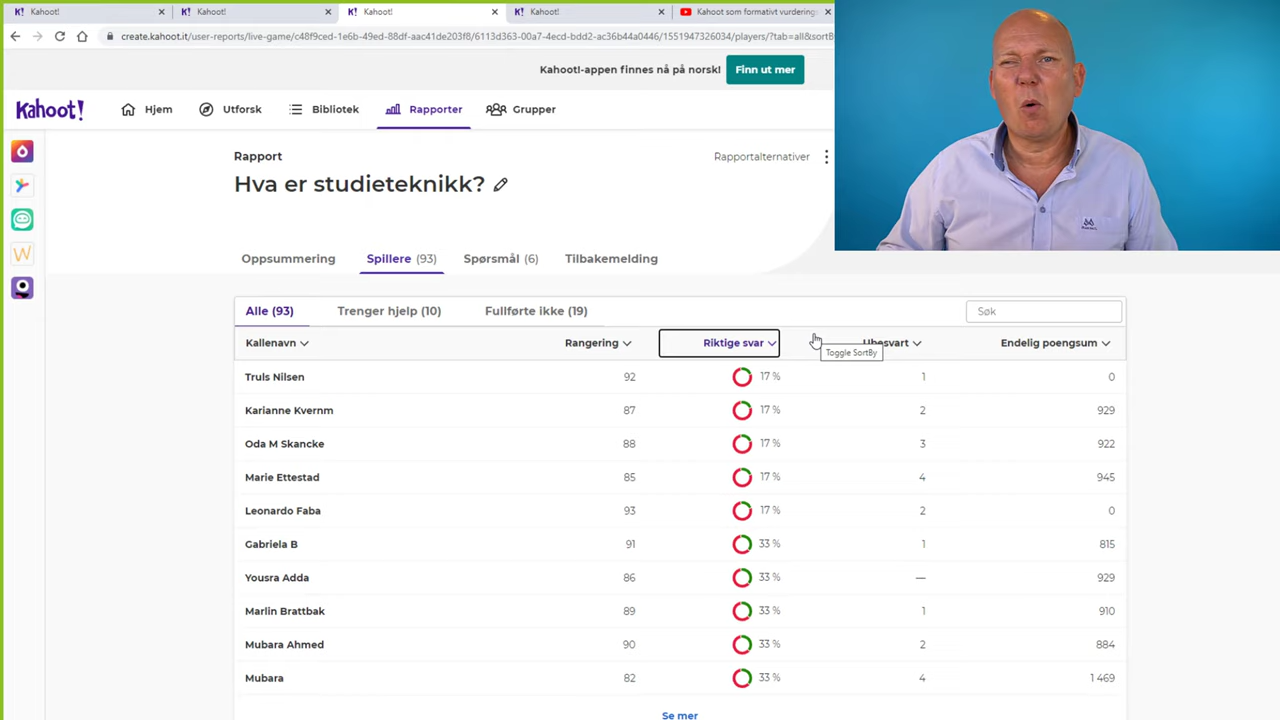 Kahoot! Kahoot! Kahoot! Kahoot! Kahoot som formativt vurdering
create.kahoot.it/user-reports/live-game/c48f9ced-1e6b-49ed-88df-aac41de203f8/6113d363-00a7-4ecd-bdd2-ac36b44a0446/1551947326034/players/?tab=all&sortB
Kahoot!-appen finnes nå på norsk! Finn ut mer
Kahoot! Hjem Utforsk Bibliotek Rapporter Grupper
Rapport Rapportalternativer
Hva er studieteknikk?
Oppsummering Spillere (93) Spørsmål (6) Tilbakemelding
Alle (93) Trenger hjelp (10) Fullførte ikke (19) Søk
Kallenavn Rangering Riktige svar Ubesvart Endelig poengsum
Toggle SortBy
Truls Nilsen 92 17 % 1 0
Karianne Kvernm 87 17 % 2 929
Oda M Skancke 88 17 % 3 922
Marie Ettestad 85 17 % 4 945
Leonardo Faba 93 17 % 2 0
Gabriela B 91 33 % 1 815
Yousra Adda 86 33 % — 929
Marlin Brattbak 89 33 % 1 910
Mubara Ahmed 90 33 % 2 884
Mubara 82 33 % 4 1 469
Se mer